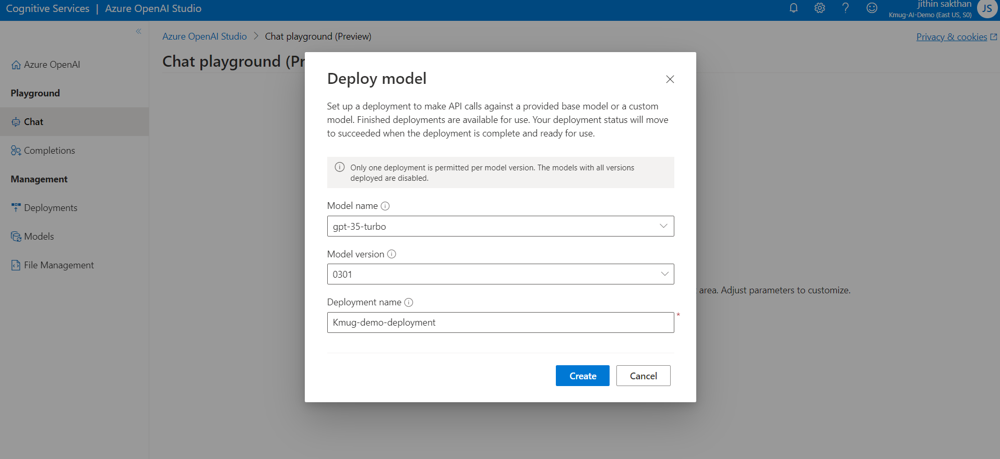 Cognitive Services | Azure OpenAI Studio
jithin sakthan
Kmug-AI-Demo (East US, S0)
JS
Azure OpenAI Studio > Chat playground (Preview)
Privacy & cookies
Chat playground (Pr
Azure OpenAI
Playground
Chat
Completions
Management
Deployments
Models
File Management
Deploy model
Set up a deployment to make API calls against a provided base model or a custom
model. Finished deployments are available for use. Your deployment status will move
to succeeded when the deployment is complete and ready for use.
Only one deployment is permitted per model version. The models with all versions
deployed are disabled.
Model name
gpt-35-turbo
Model version
0301
Deployment name
Kmug-demo-deployment
*
Create
Cancel
area. Adjust parameters to customize.